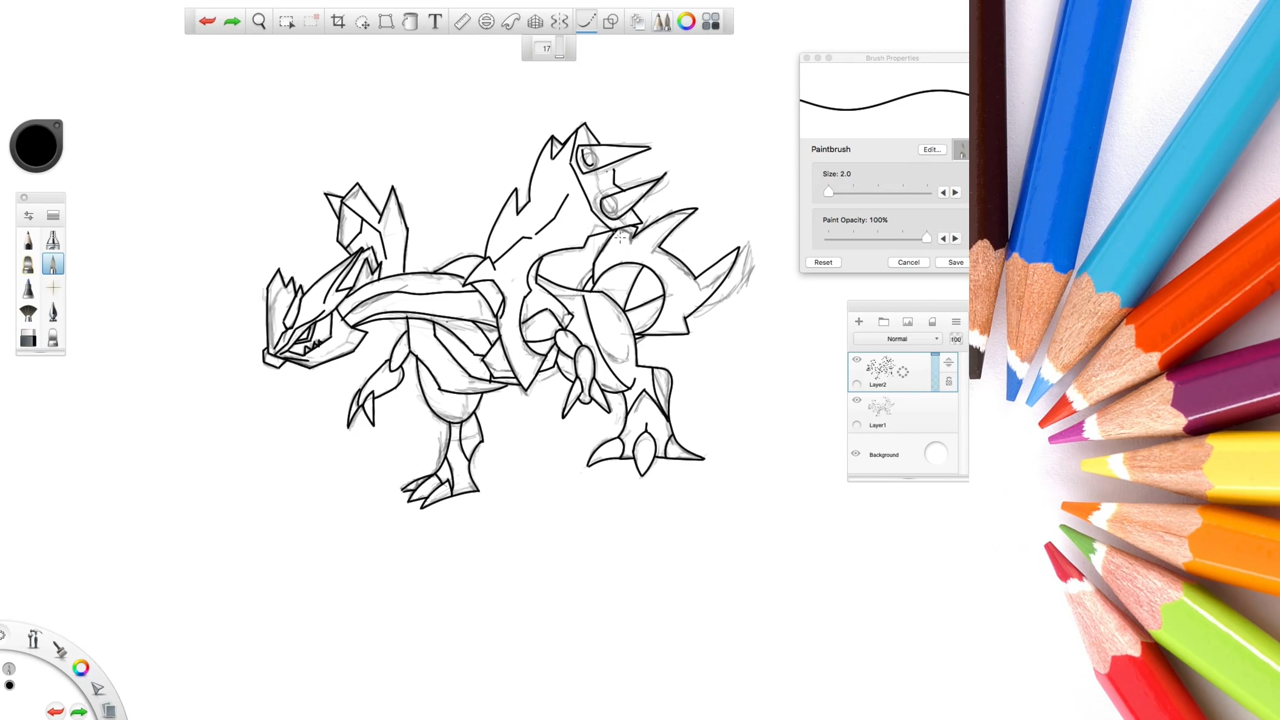 T
17
Brush Properties
Paintbrush
Edit...
Size: 2.0
Paint Opacity: 100%
Reset
Cancel
Save
Normal
100
Layer2
Layer1
Background